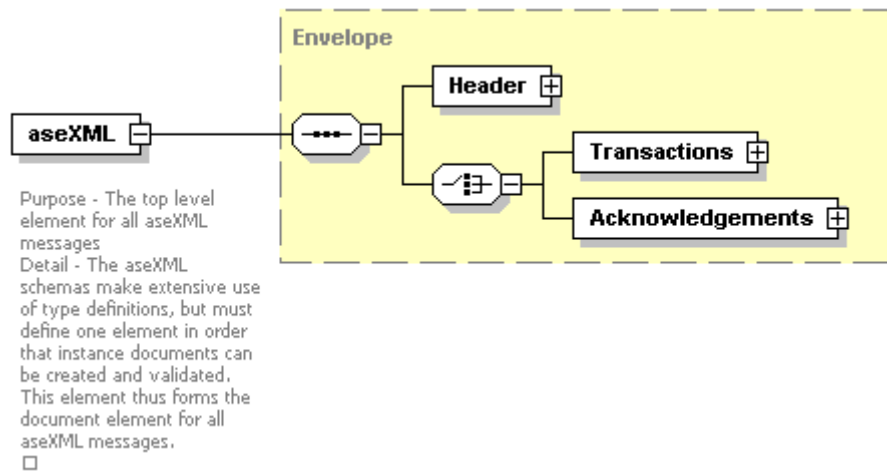 Envelope
Header
aseXML
Transactions
Acknowledgements
Purpose - The top level
element for all aseXML
messages
Detail - The aseXML
schemas make extensive use
of type definitions, but must
define one element in order
that instance documents can
be created and validated.
This element thus forms the
document element for all
aseXML messages.